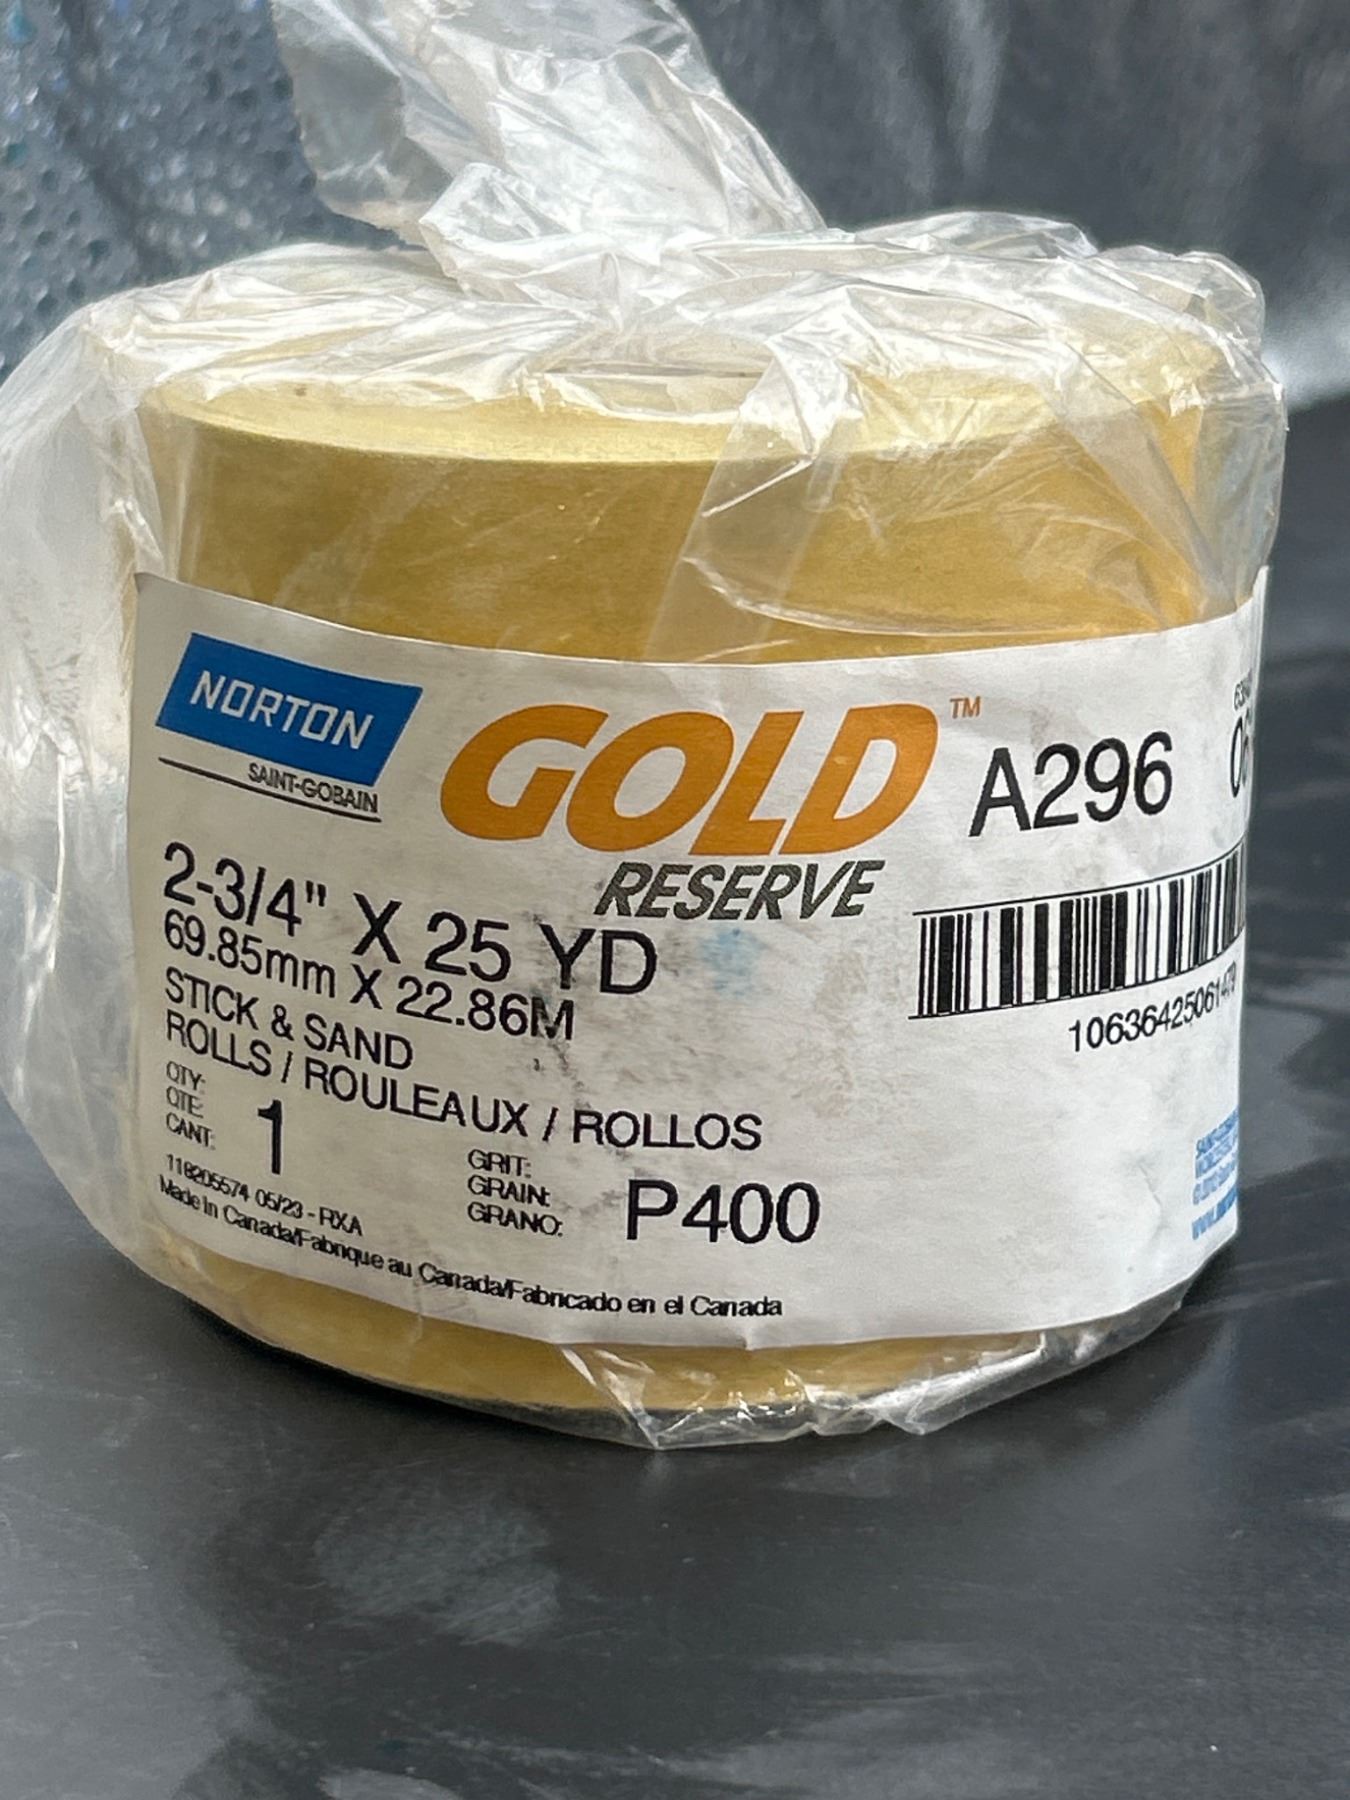 NORTON
SAINT-GOBAIN
GOLD™
RESERVE
A296
2-3/4" X 25 YD
69.85mm X 22.86M
STICK & SAND
ROLLS / ROULEAUX / ROLLOS
10636425061479
QTY:
QTE:
CANT:
1
GRIT:
GRAIN:
GRANO:
P400
118205574 05/23 - RXA
Made In Canada/Fabrique au Canada/Fabricado en el Canada